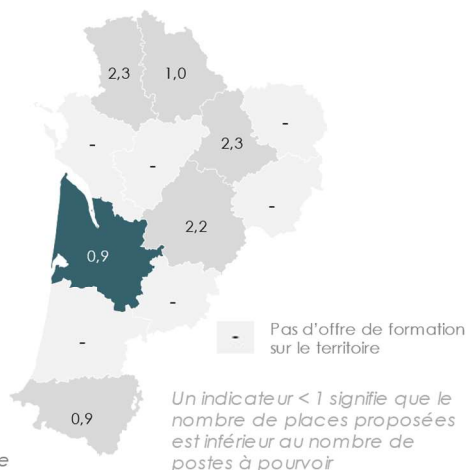 2,3
1,0
-
2,3
-
-
-
2,2
0,9
-
-
- Pas d'offre de formation
sur le territoire
0,9
Un indicateur < 1 signifie que le
nombre de places proposées
est inférieur au nombre de
postes à pourvoir
e